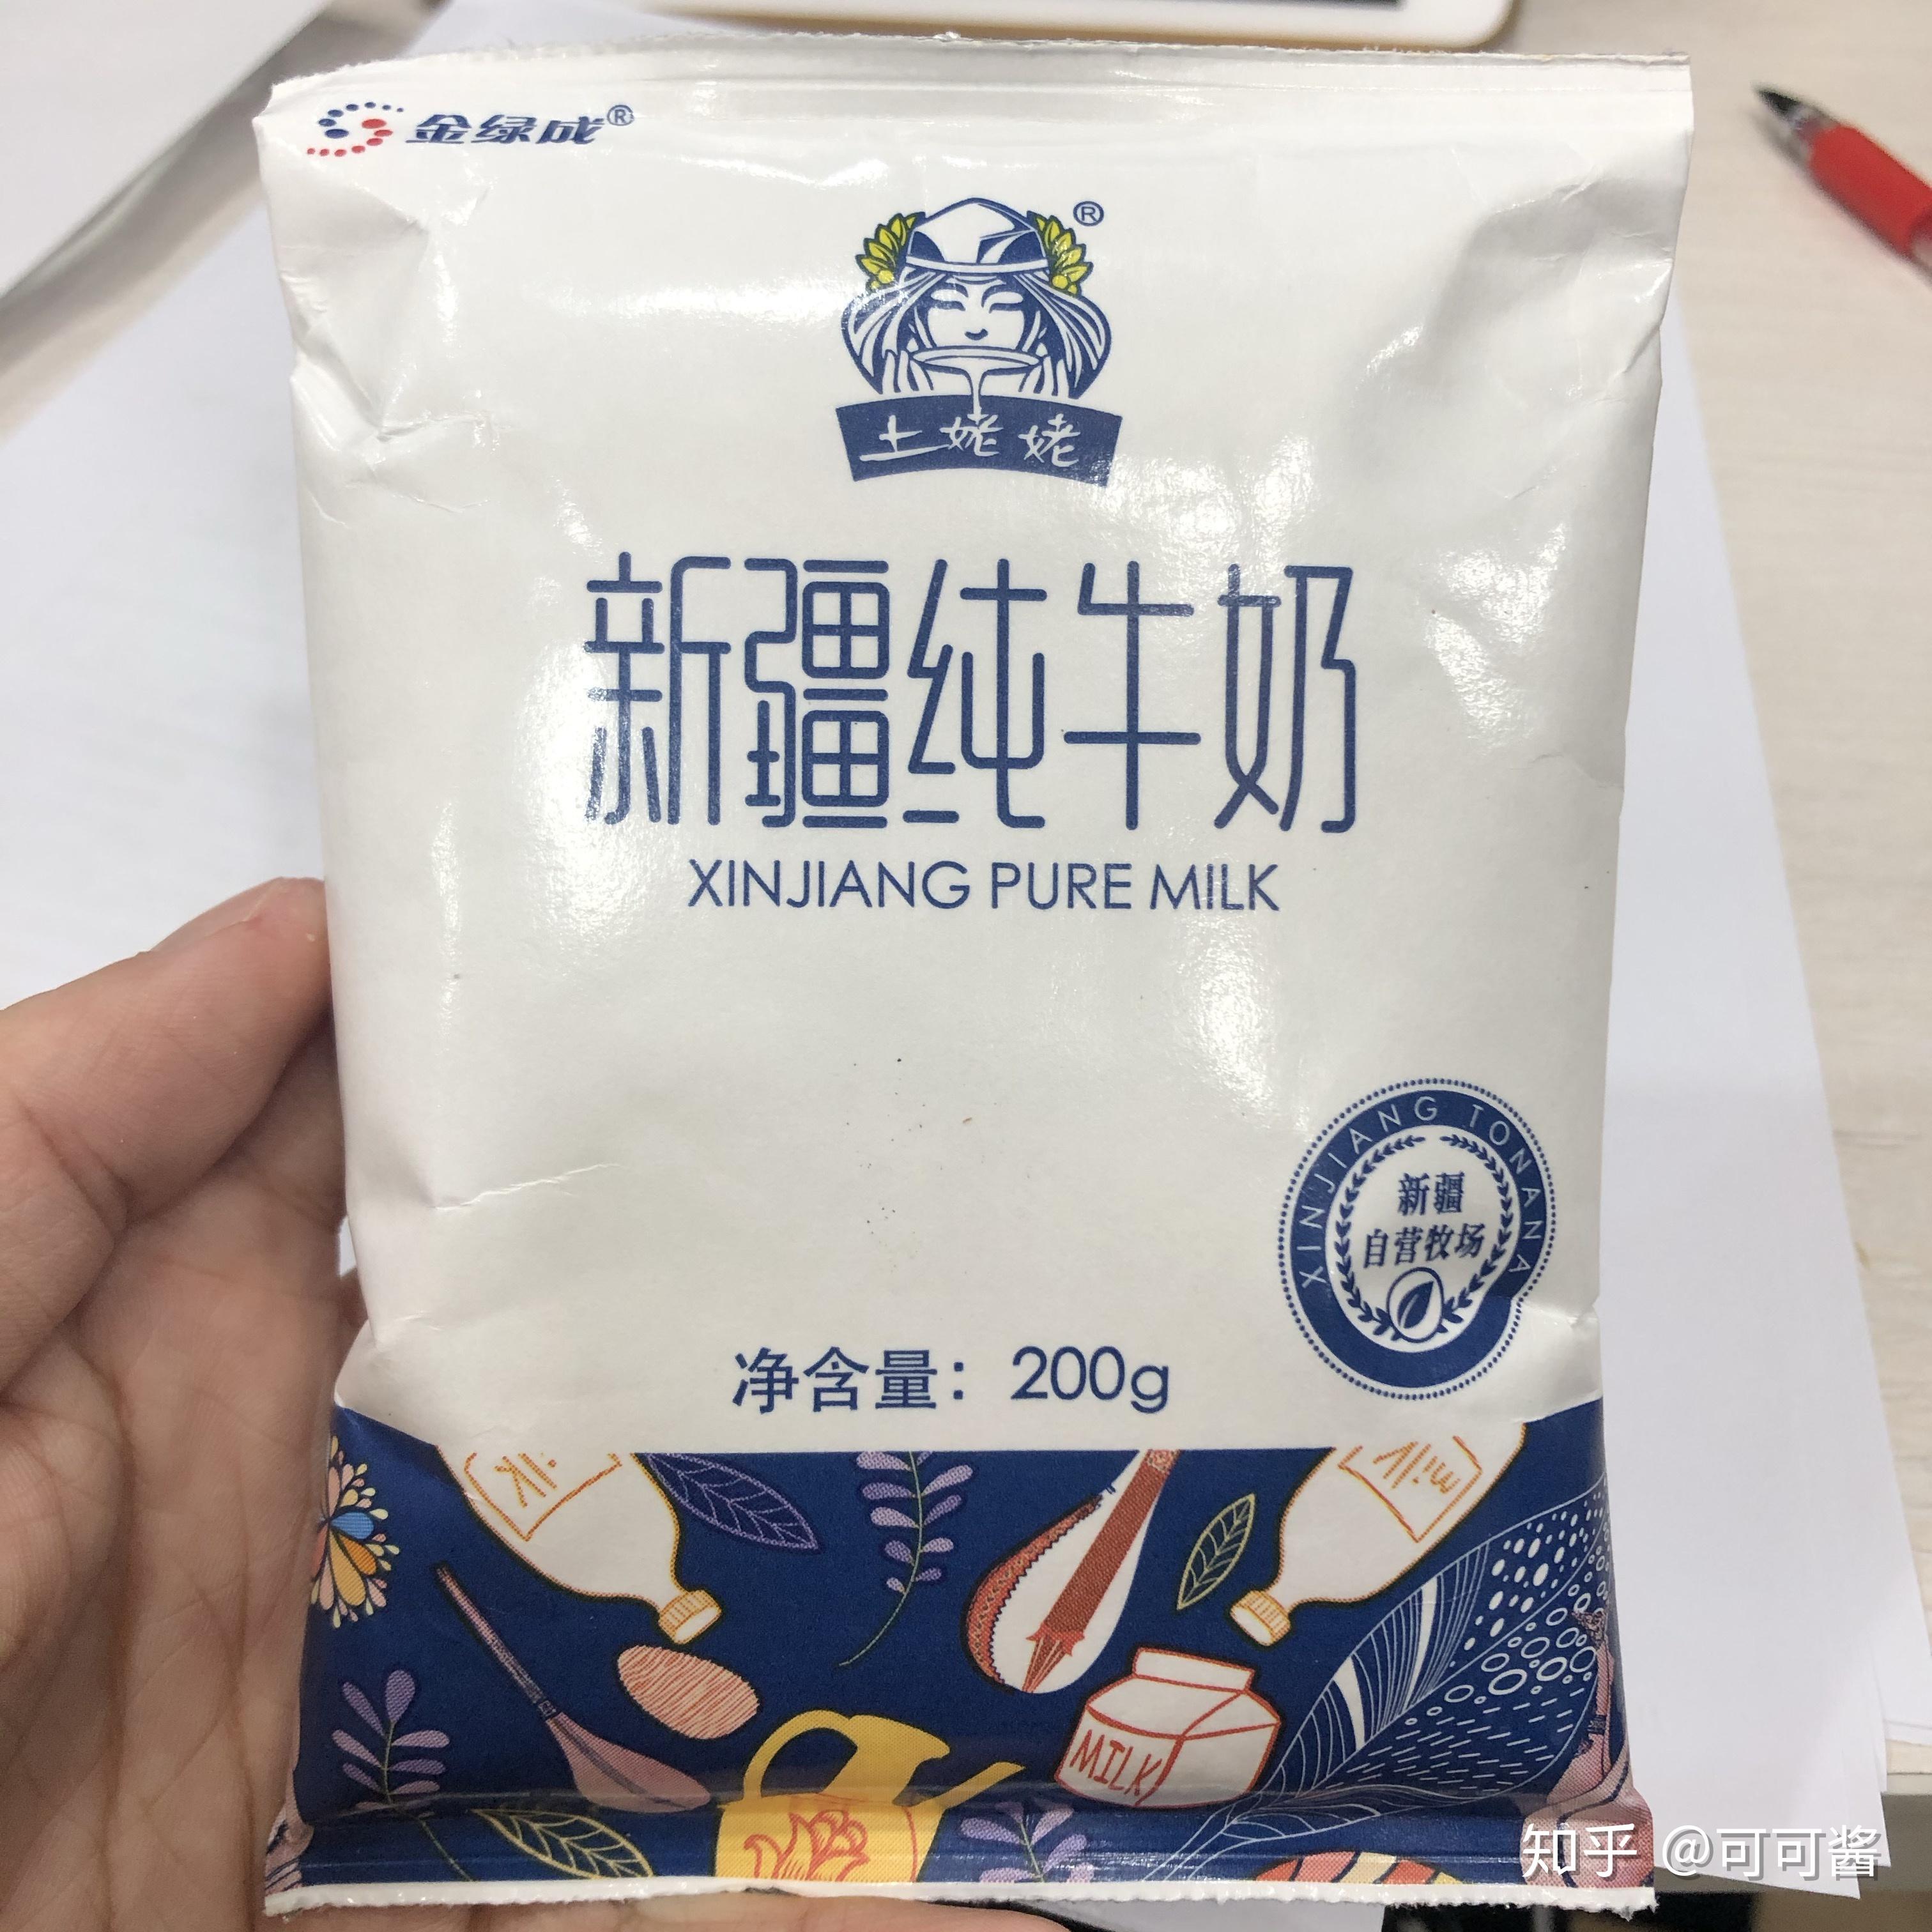 金绿成®
®
土姥姥
新疆纯牛奶
XINJIANG PURE MILK
XINJIANG TONANA
新疆
自营牧场
净含量：200g
milk
MILK
知乎 @可可酱